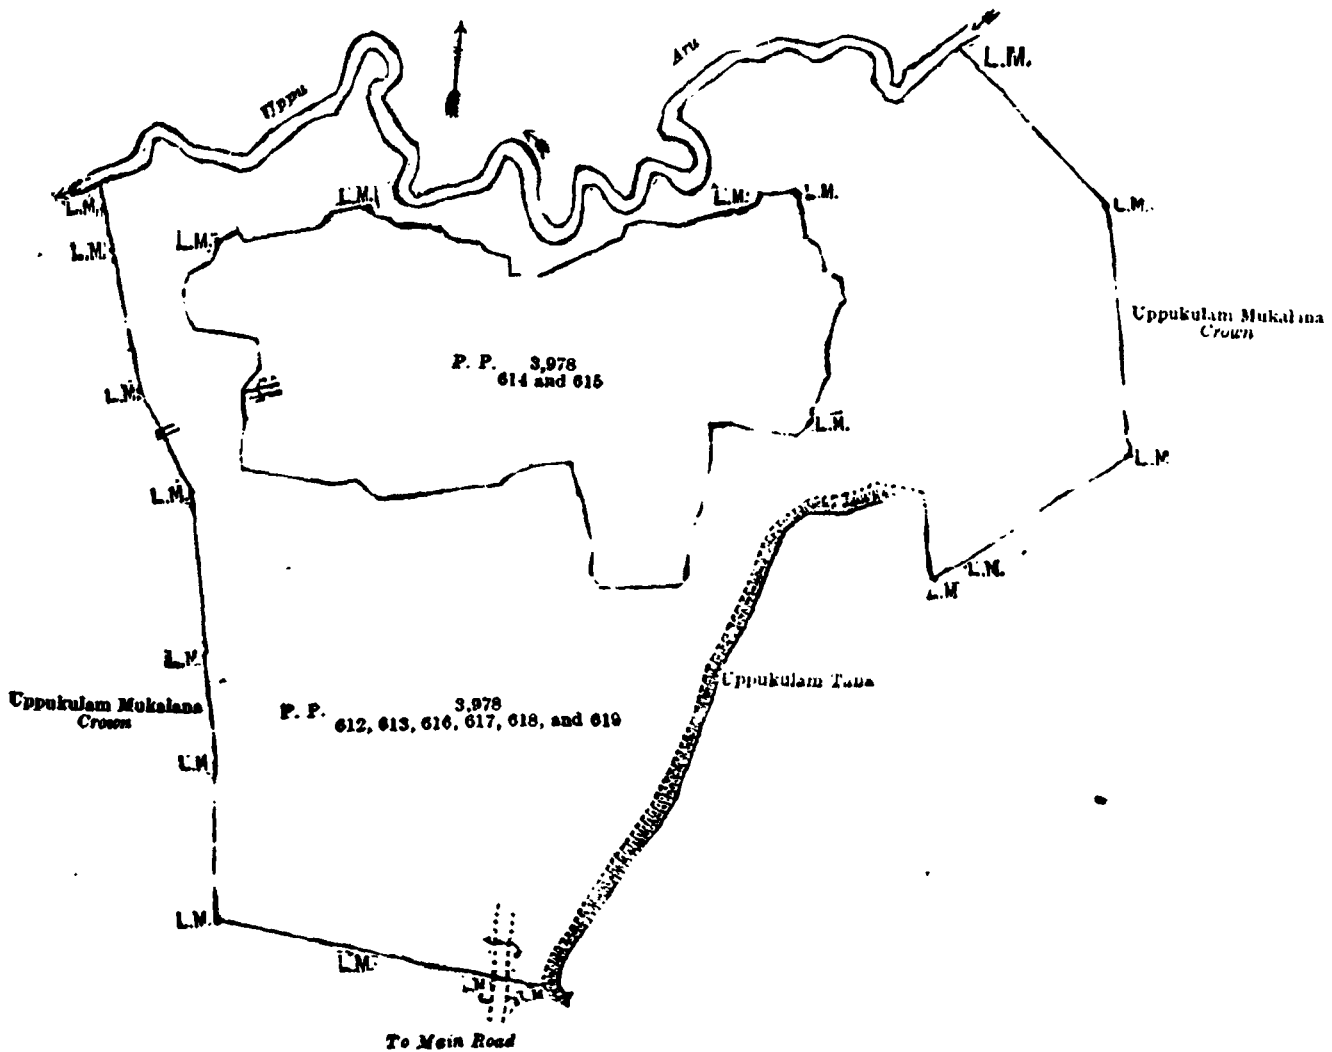 Aru
L.M.
Uppu
L.M.
L.M.
L.M.
L.M.
L.M.
L.M.
L.M.
Uppukulam Mukalana
Crown
P. P. 3,978
614 and 615
L.M.
L.M.
L.M
L.M.
L.M.
L.M
L.M
Uppukulam Tana
Uppukulam Mukalana
Crown
P. P. 3,978
612, 613, 616, 617, 618, and 619
L.M
L.M.
L.M.
L.M
L.M
To Main Road